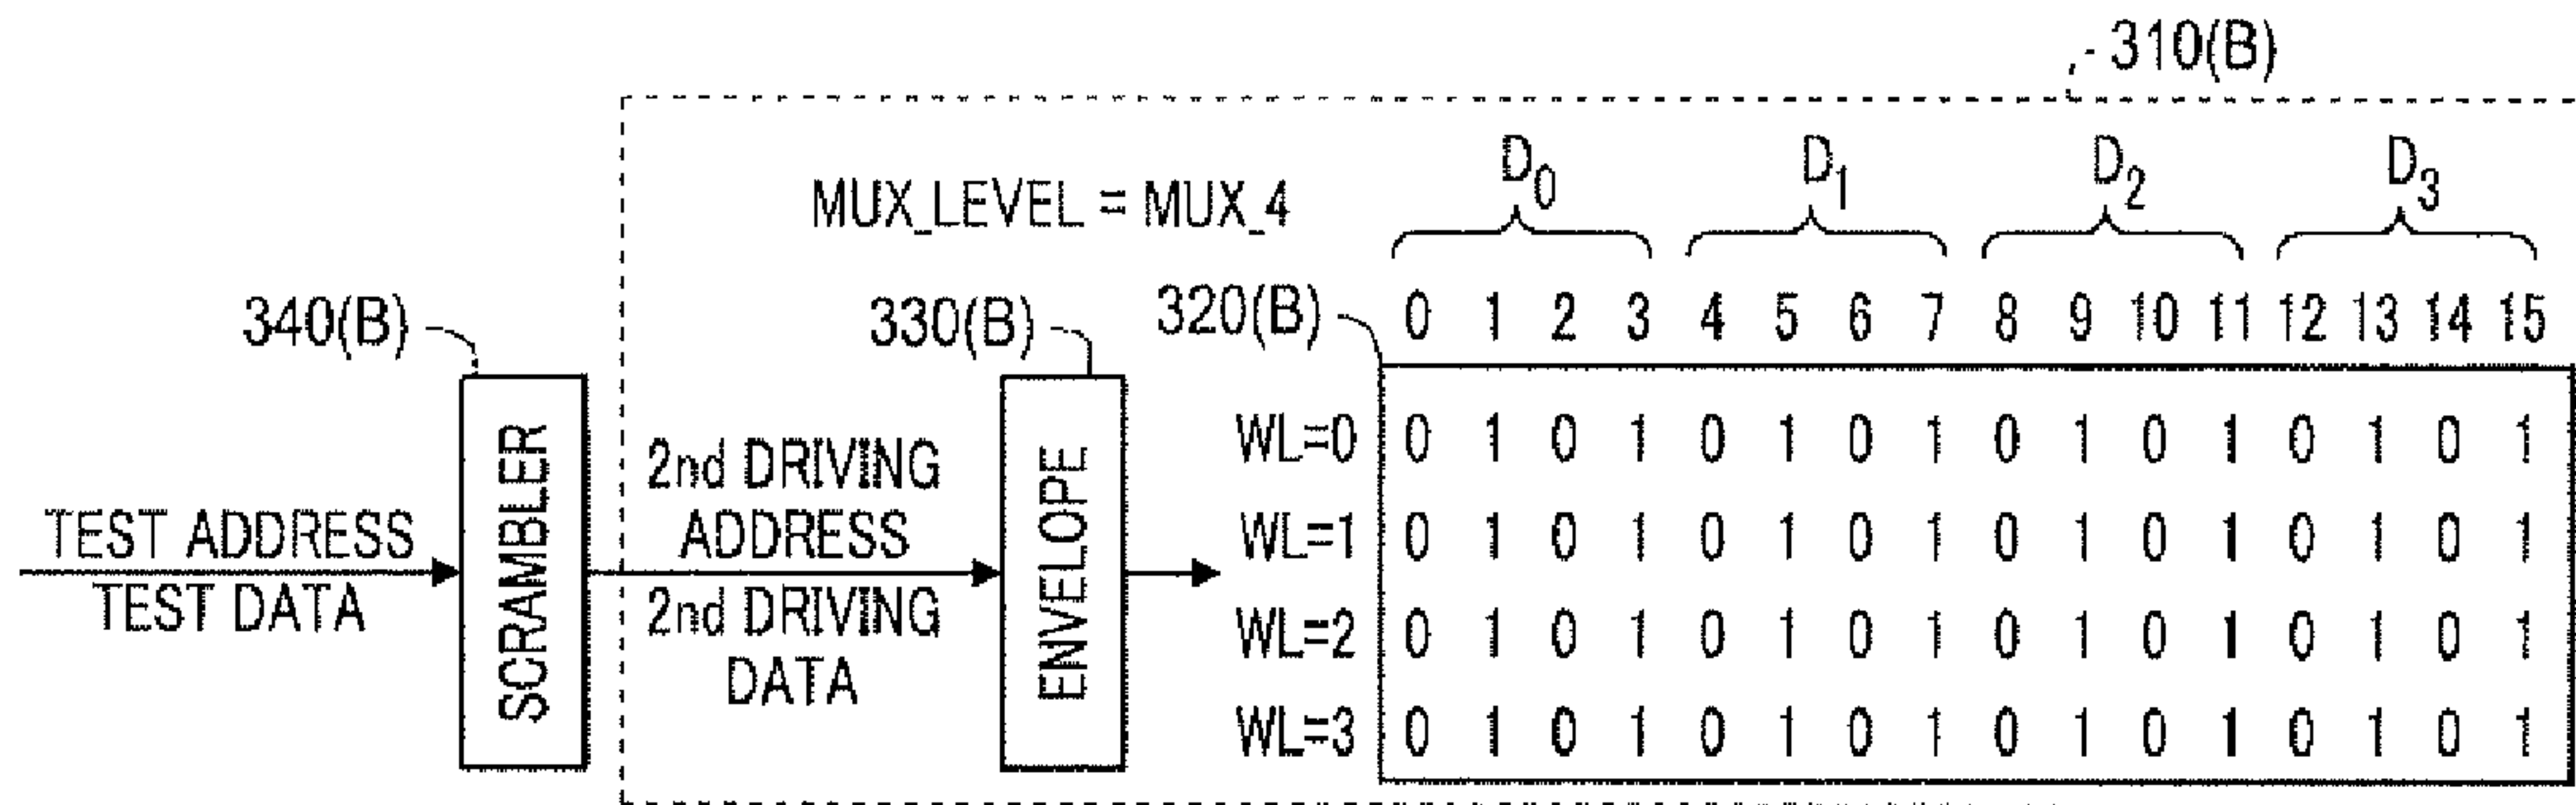 310(B)
D0 D1 D2 D3
MUX_LEVEL = MUX_4
340(B) 330(B) 320(B) 0 1 2 3 4 5 6 7 8 9 10 11 12 13 14 15
SCRAMBLER
ENVELOPE
TEST ADDRESS
TEST DATA
2nd DRIVING
ADDRESS
2nd DRIVING
DATA
WL=0 0 1 0 1 0 1 0 1 0 1 0 1 0 1 0 1
WL=1 0 1 0 1 0 1 0 1 0 1 0 1 0 1 0 1
WL=2 0 1 0 1 0 1 0 1 0 1 0 1 0 1 0 1
WL=3 0 1 0 1 0 1 0 1 0 1 0 1 0 1 0 1